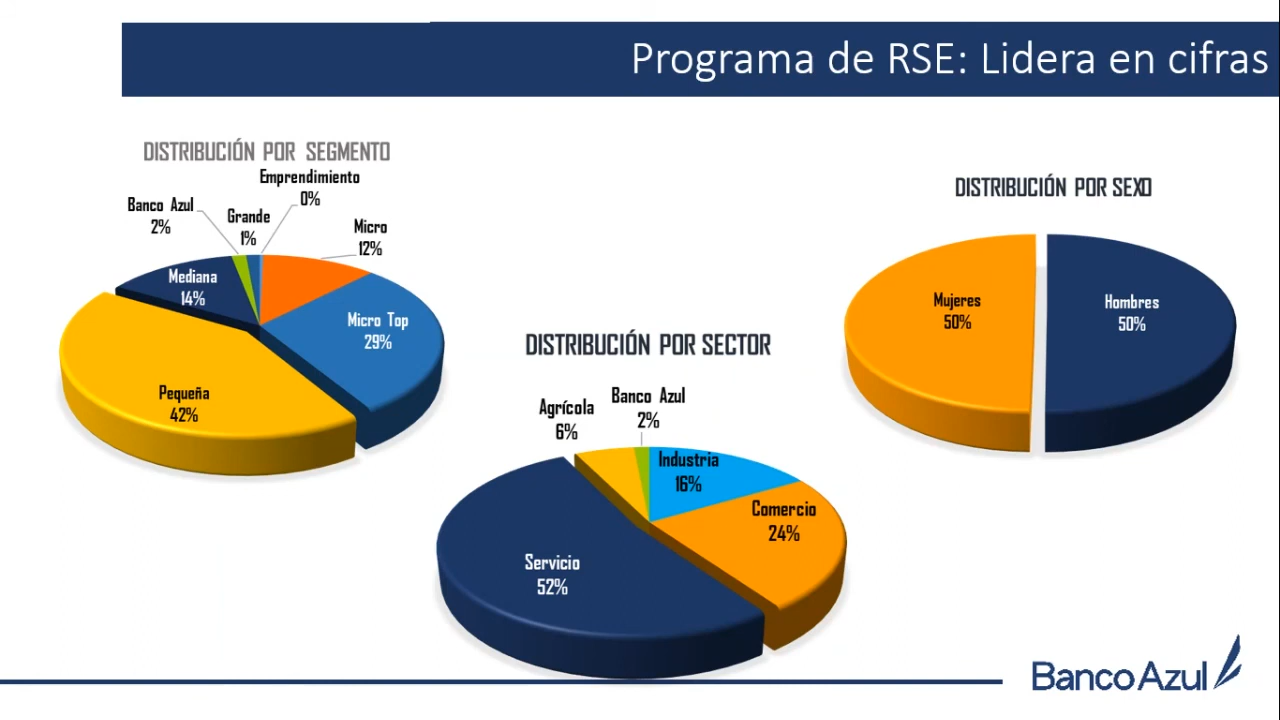 Programa de RSE: Lidera en cifras
DISTRIBUCIÓN POR SEGMENTO
Emprendimiento
0%
Banco Azul
2%
Grande
1%
Micro
12%
Mediana
14%
Micro Top
29%
Pequeña
42%
DISTRIBUCIÓN POR SECTOR
Agrícola
6%
Banco Azul
2%
Industria
16%
Comercio
24%
Servicio
52%
DISTRIBUCIÓN POR SEXO
Mujeres
50%
Hombres
50%
Banco Azul